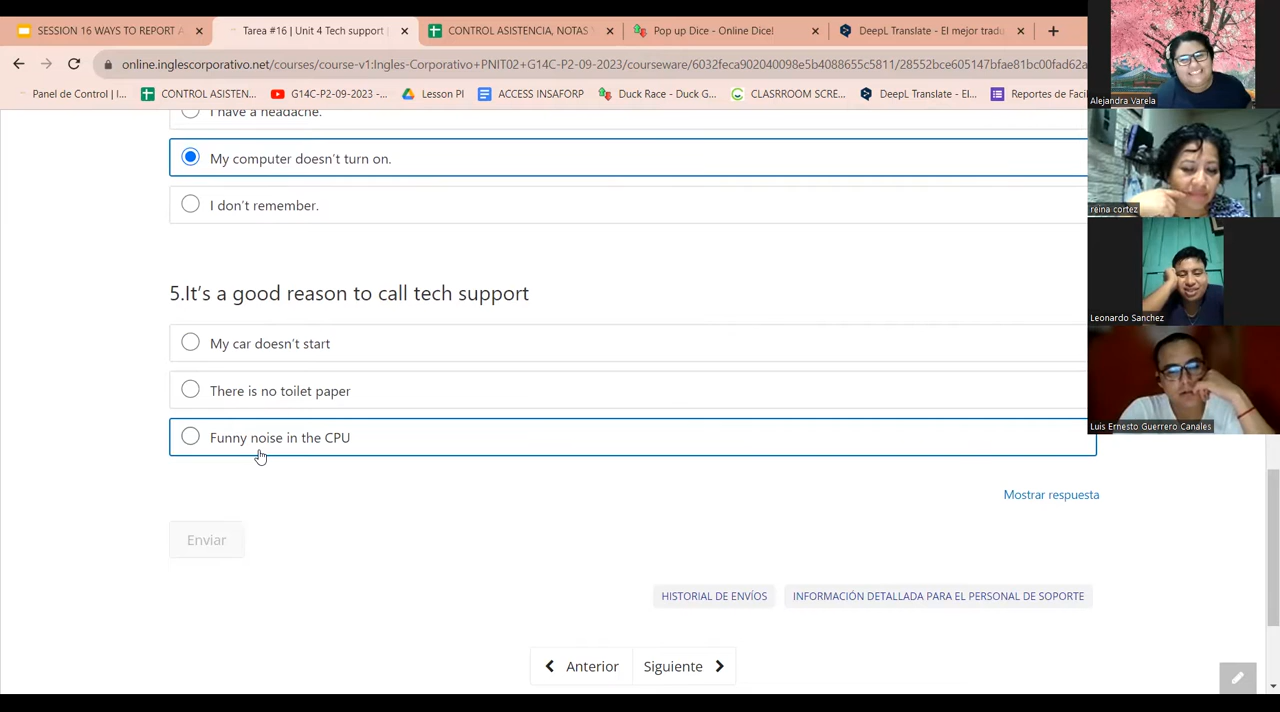 SESSION 16 WAYS TO REPORT A
Tarea #16 | Unit 4 Tech support |
CONTROL ASISTENCIA, NOTAS Y
Pop up Dice - Online Dice!
DeepL Translate - El mejor tradu
online.inglescorporativo.net/courses/course-v1:Ingles-Corporativo+PNIT02+G14C-P2-09-2023/courseware/6032feca902040098e5b4088655c5811/28552bce605147bfae81bc00fad62a
Panel de Control | I...
CONTROL ASISTEN...
G14C-P2-09-2023 -...
Lesson PI
ACCESS INSAFORP
Duck Race - Duck G...
CLASRROOM SCRE...
DeepL Translate - El...
Reportes de Facil
I have a headache.
My computer doesn't turn on.
I don't remember.
5.It's a good reason to call tech support
My car doesn't start
There is no toilet paper
Funny noise in the CPU
Mostrar respuesta
Enviar
HISTORIAL DE ENVÍOS
INFORMACIÓN DETALLADA PARA EL PERSONAL DE SOPORTE
Anterior
Siguiente
Alejandra Varela
reina cortez
Leonardo Sanchez
Luis Ernesto Guerrero Canales